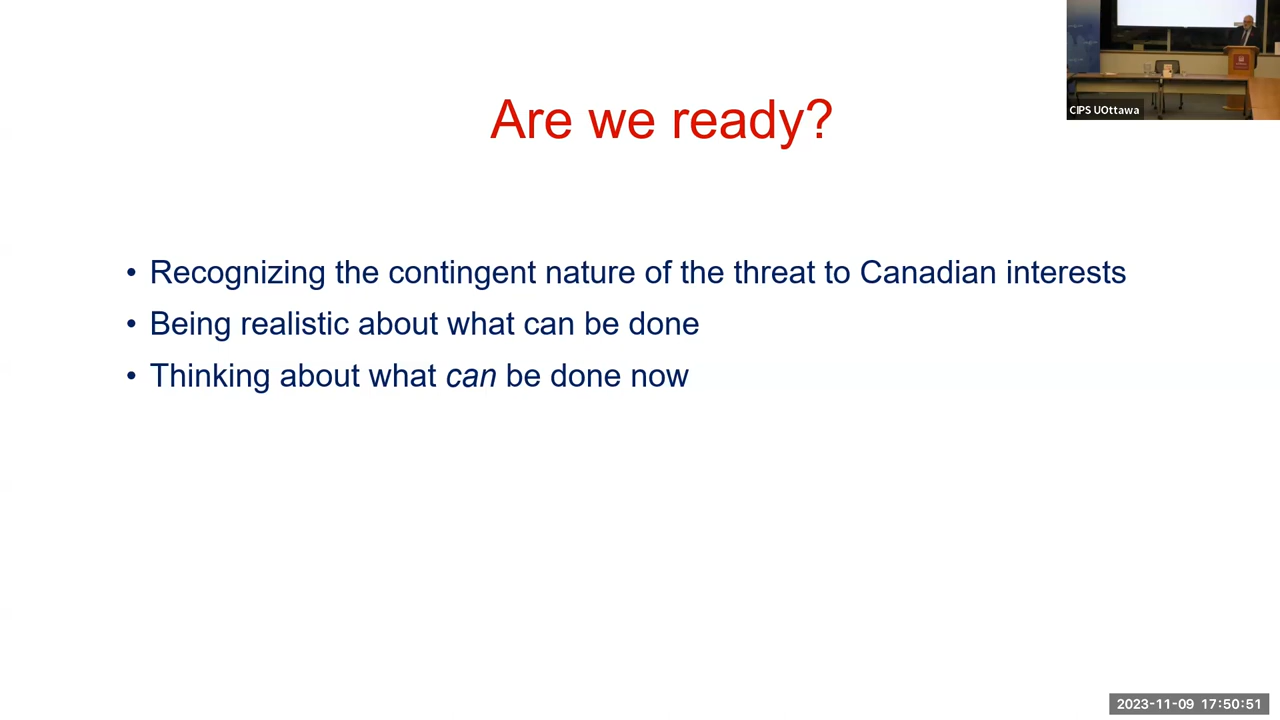 CIPS UOttawa
Are we ready?
• Recognizing the contingent nature of the threat to Canadian interests
• Being realistic about what can be done
• Thinking about what can be done now
2023-11-09 17:50:51